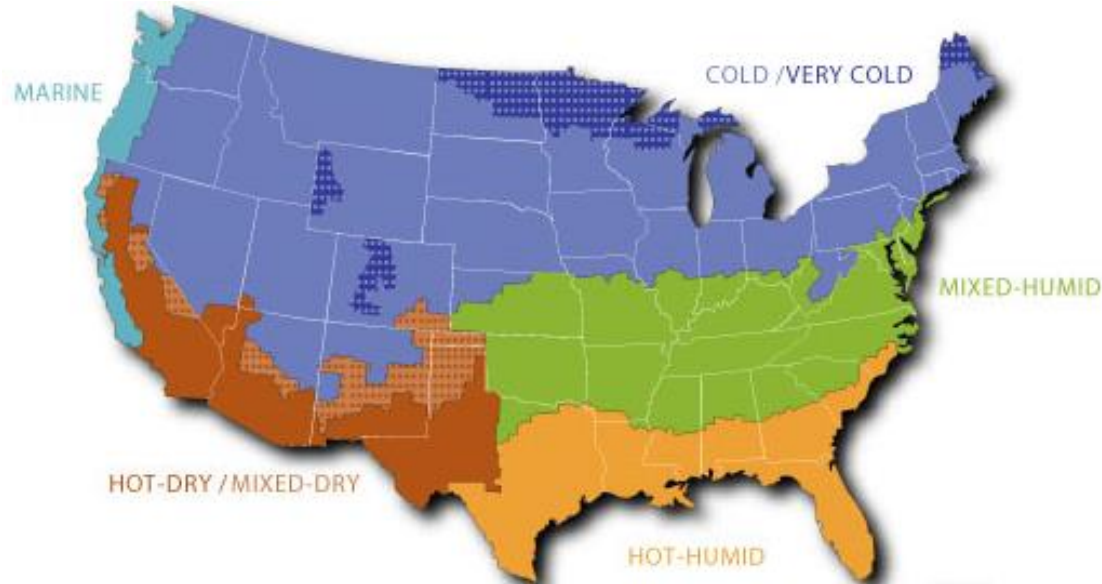 COLD / VERY COLD
MARINE
MIXED-HUMID
HOT-DRY / MIXED-DRY
HOT-HUMID